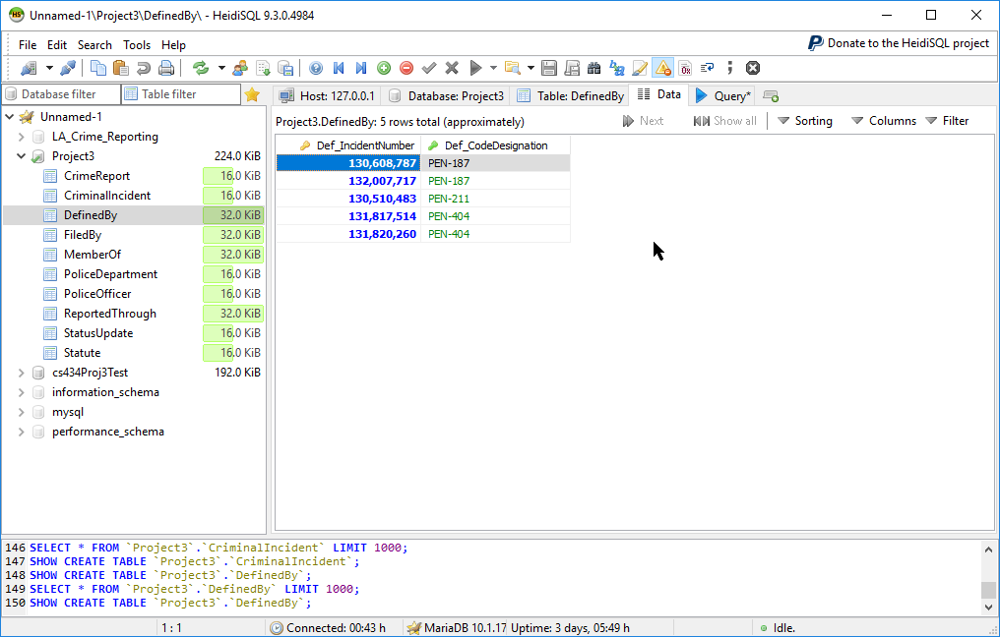 Unnamed-1\Project3\DefinedBy\ - HeidiSQL 9.3.0.4984
File Edit Search Tools Help
Donate to the HeidiSQL project
Database filter Table filter
Host: 127.0.0.1 Database: Project3 Table: DefinedBy Data Query*
Unnamed-1
LA_Crime_Reporting
Project3 224.0 KiB
CrimeReport 16.0 KiB
CriminalIncident 16.0 KiB
DefinedBy 32.0 KiB
FiledBy 32.0 KiB
MemberOf 32.0 KiB
PoliceDepartment 16.0 KiB
PoliceOfficer 16.0 KiB
ReportedThrough 32.0 KiB
StatusUpdate 16.0 KiB
Statute 16.0 KiB
cs434Proj3Test 192.0 KiB
information_schema
mysql
performance_schema
Project3.DefinedBy: 5 rows total (approximately) Next Show all Sorting Columns Filter
Def_IncidentNumber Def_CodeDesignation
130,608,787 PEN-187
132,007,717 PEN-187
130,510,483 PEN-211
131,817,514 PEN-404
131,820,260 PEN-404
146 SELECT * FROM `Project3`.`CriminalIncident` LIMIT 1000;
147 SHOW CREATE TABLE `Project3`.`CriminalIncident`;
148 SHOW CREATE TABLE `Project3`.`DefinedBy`;
149 SELECT * FROM `Project3`.`DefinedBy` LIMIT 1000;
150 SHOW CREATE TABLE `Project3`.`DefinedBy`;
1 : 1 Connected: 00:43 h MariaDB 10.1.17 Uptime: 3 days, 05:49 h Idle.